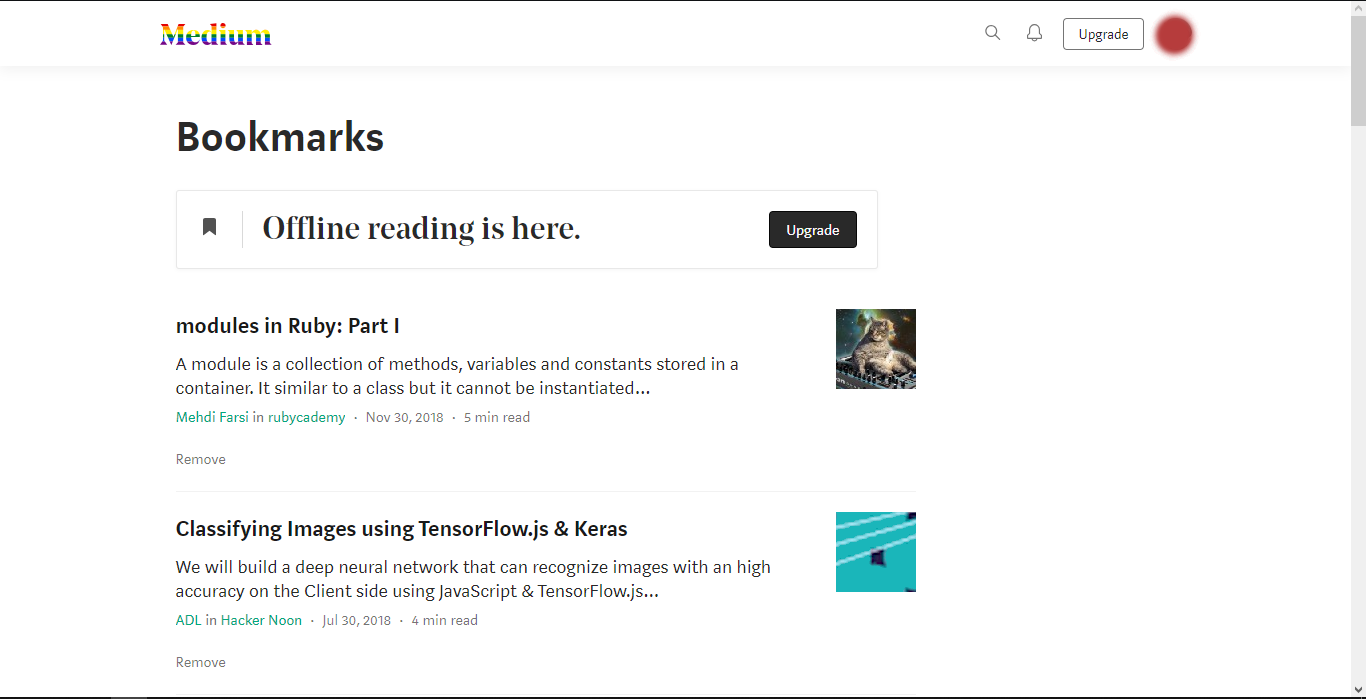 Medium
Upgrade
Bookmarks
Offline reading is here.
Upgrade
modules in Ruby: Part I
A module is a collection of methods, variables and constants stored in a
container. It similar to a class but it cannot be instantiated...
Mehdi Farsi in rubycademy · Nov 30, 2018 · 5 min read
Remove
Classifying Images using TensorFlow.js & Keras
We will build a deep neural network that can recognize images with an high
accuracy on the Client side using JavaScript & TensorFlow.js...
ADL in Hacker Noon · Jul 30, 2018 · 4 min read
Remove